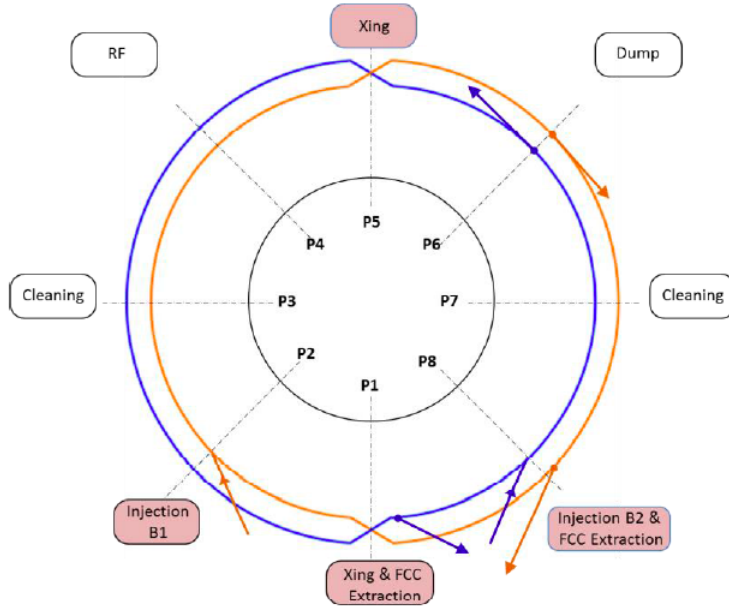 Xing
RF
Dump
P5
P4
P6
Cleaning
P3
P7
Cleaning
P2
P8
P1
Injection
B1
Xing & FCC
Extraction
Injection B2 &
FCC Extraction